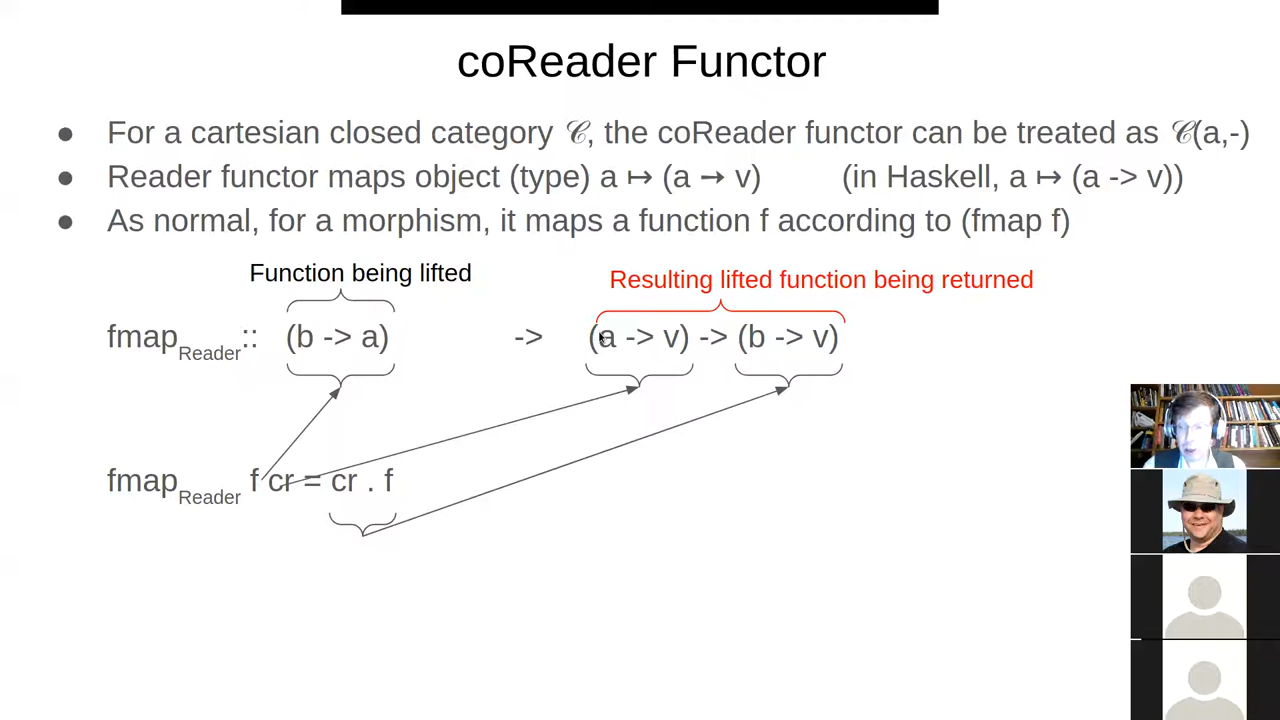 coReader Functor
● For a cartesian closed category 𝒞, the coReader functor can be treated as 𝒞(a,-)
● Reader functor maps object (type) a ↦ (a → v) (in Haskell, a ↦ (a -> v))
● As normal, for a morphism, it maps a function f according to (fmap f)
Function being lifted
Resulting lifted function being returned
fmapReader:: (b -> a) -> (a -> v) -> (b -> v)
fmapReader f cr = cr . f